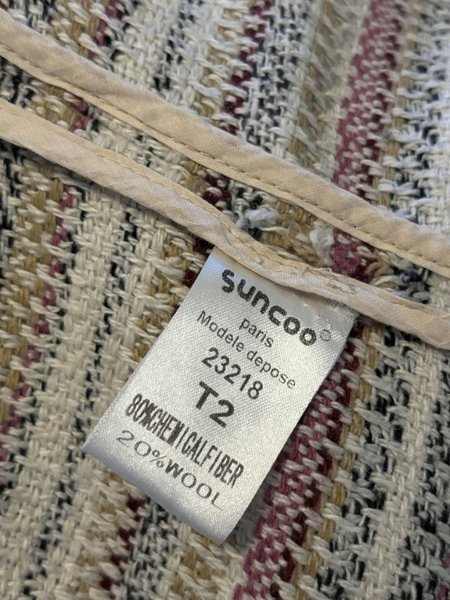 suncoo©
paris
Modele depose
23218
T2
80%CHEMICALFIBER
20%WOOL